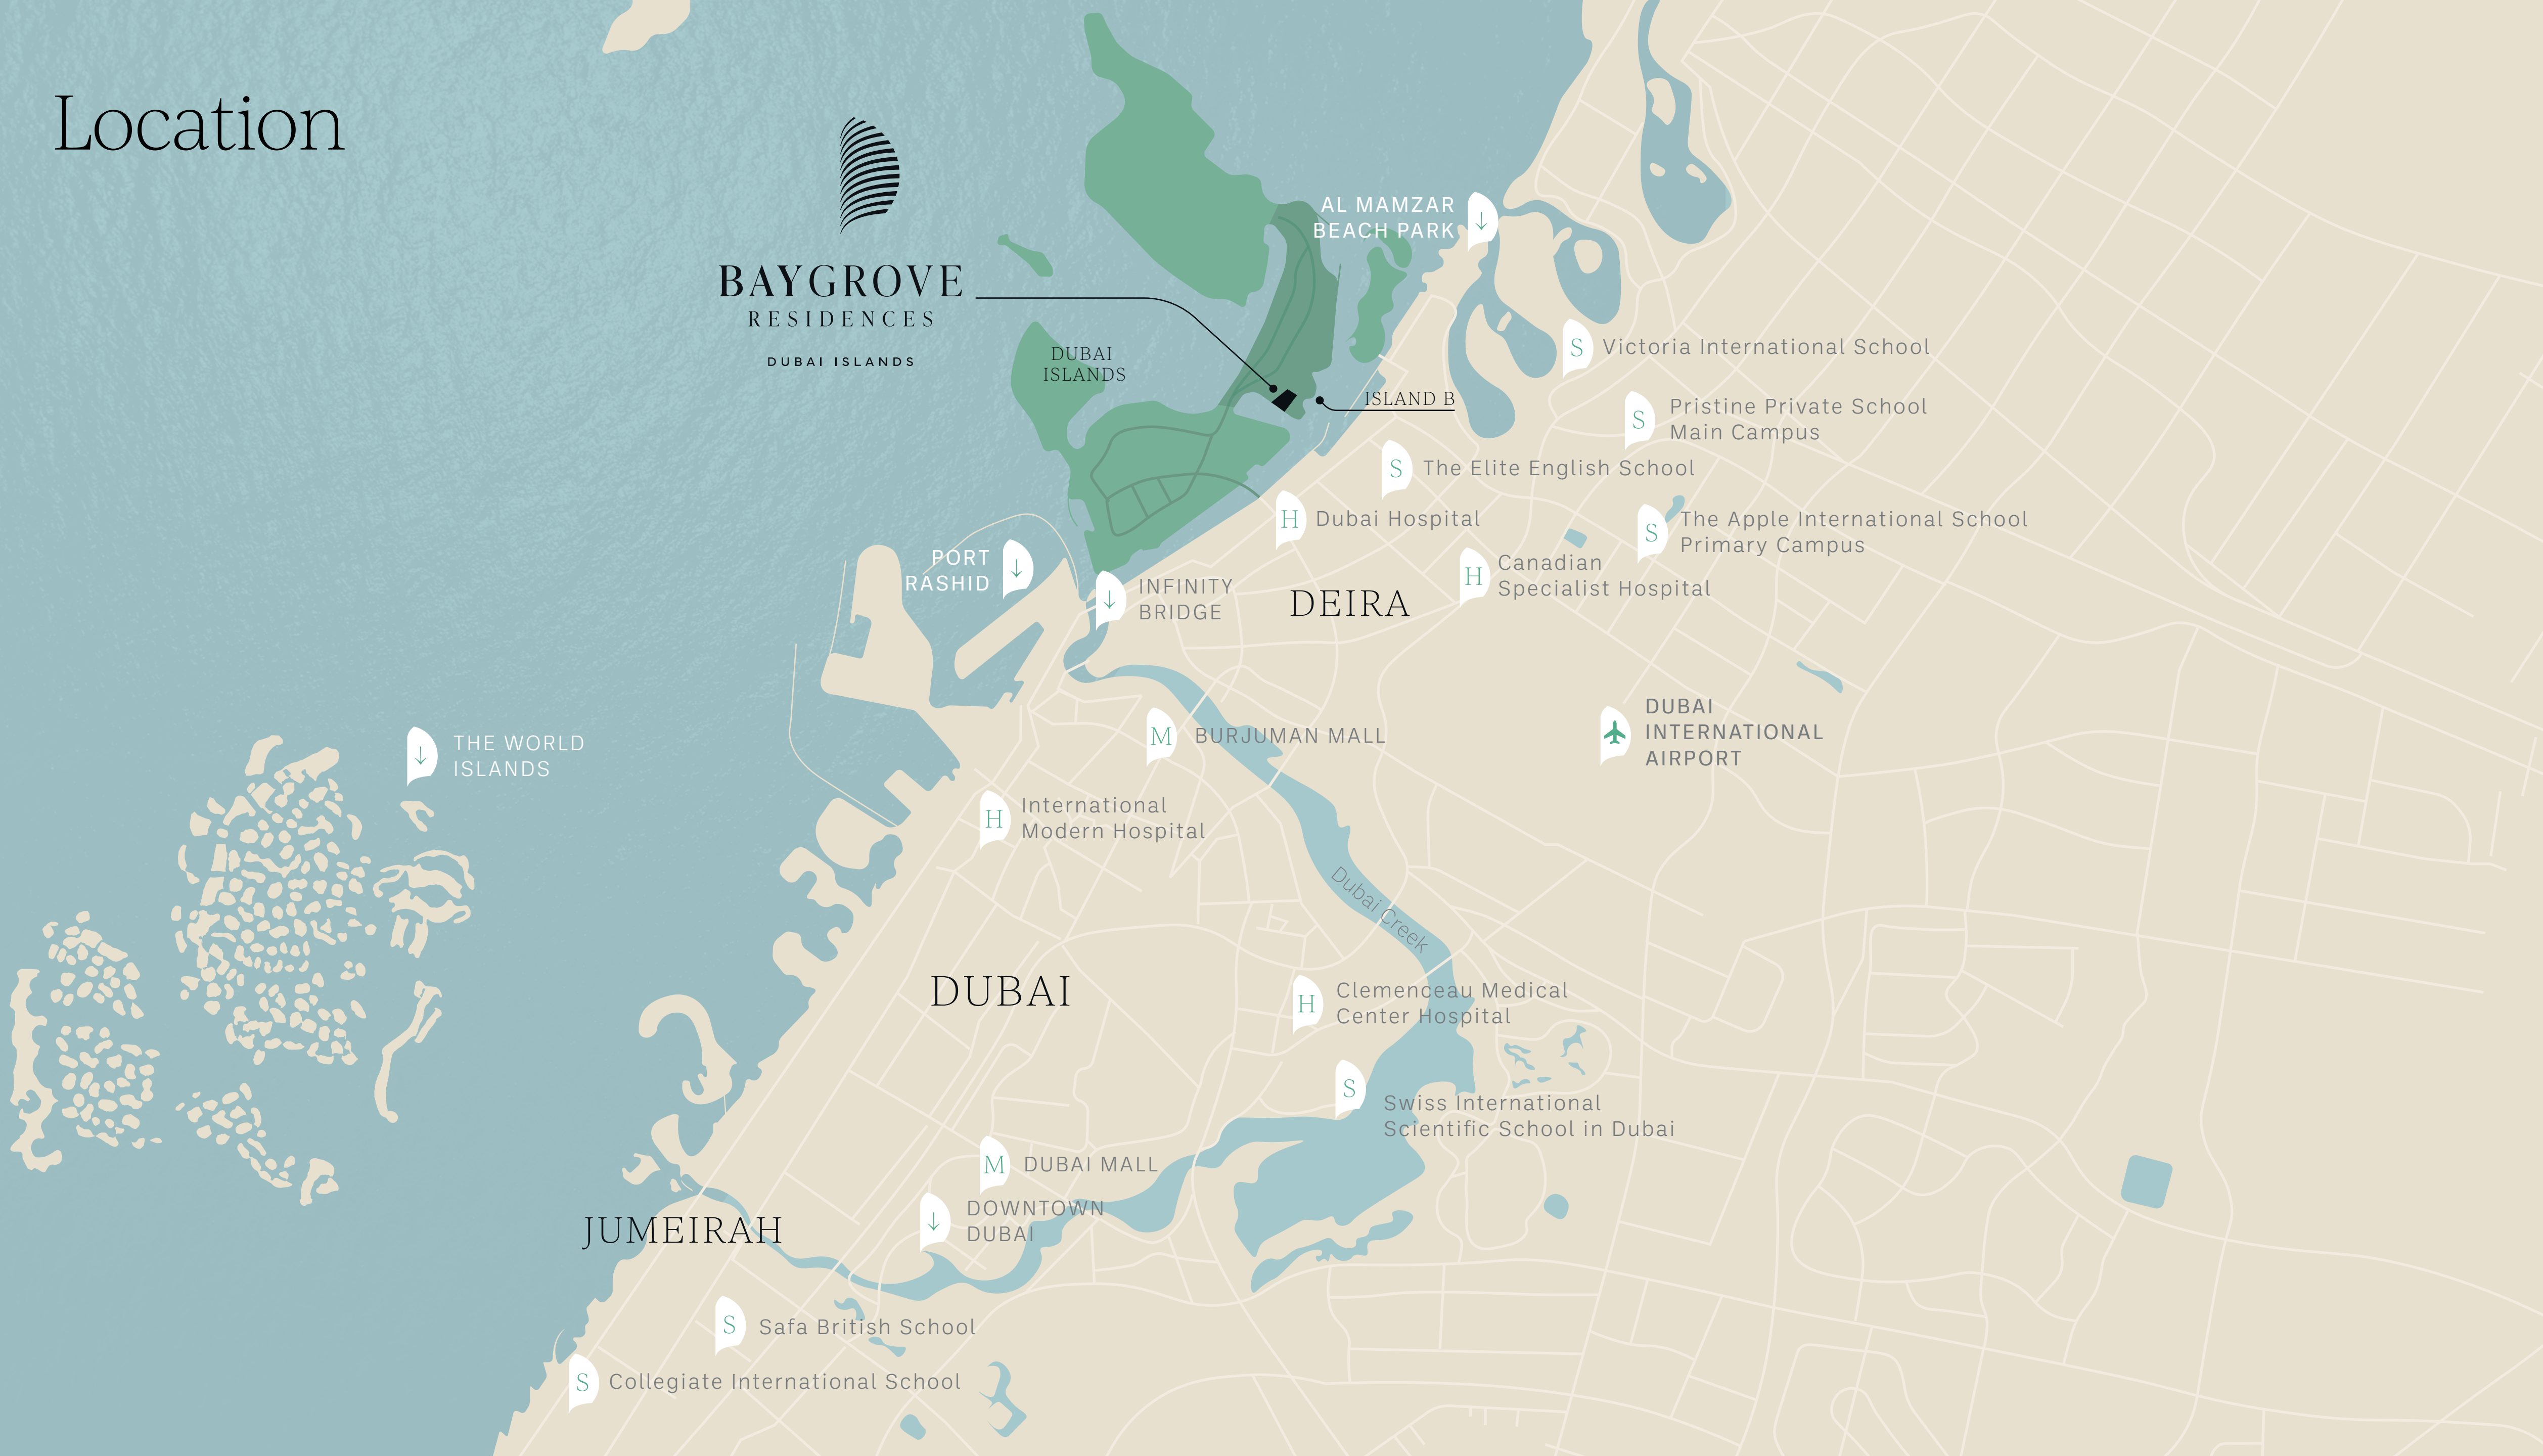 Location
BAYGROVE
RESIDENCES
DUBAI ISLANDS
AL MAMZAR
BEACH PARK
DUBAI
ISLANDS
ISLAND B
S
Victoria International School
S
Pristine Private School
Main Campus
S
The Elite English School
H
Dubai Hospital
S
The Apple International School
Primary Campus
H
Canadian
Specialist Hospital
PORT
RASHID
INFINITY
BRIDGE
DEIRA
DUBAI
INTERNATIONAL
AIRPORT
M
BURJUMAN MALL
THE WORLD
ISLANDS
H
International
Modern Hospital
Dubai Creek
DUBAI
H
Clemenceau Medical
Center Hospital
S
Swiss International
Scientific School in Dubai
M
DUBAI MALL
DOWNTOWN
DUBAI
JUMEIRAH
S
Safa British School
S
Collegiate International School